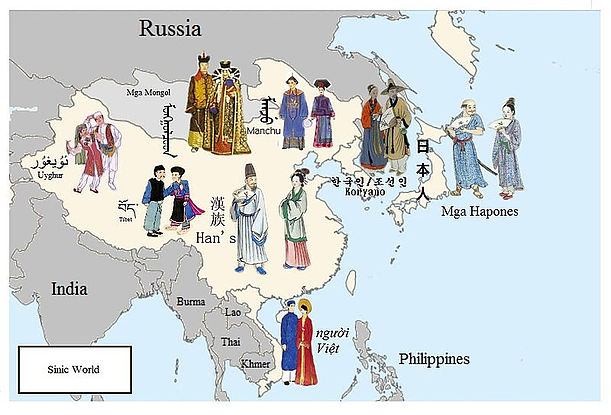 Russia
Mga Mongol
Manchu
ئۇيغۇر
Uyghur
한국인/조선인
Koryano
日本人
Mga Hapones
བོད་
Tibet
漢族
Han's
India
Burma
Lao
Thai
Khmer
người
Việt
Philippines
Sinic World